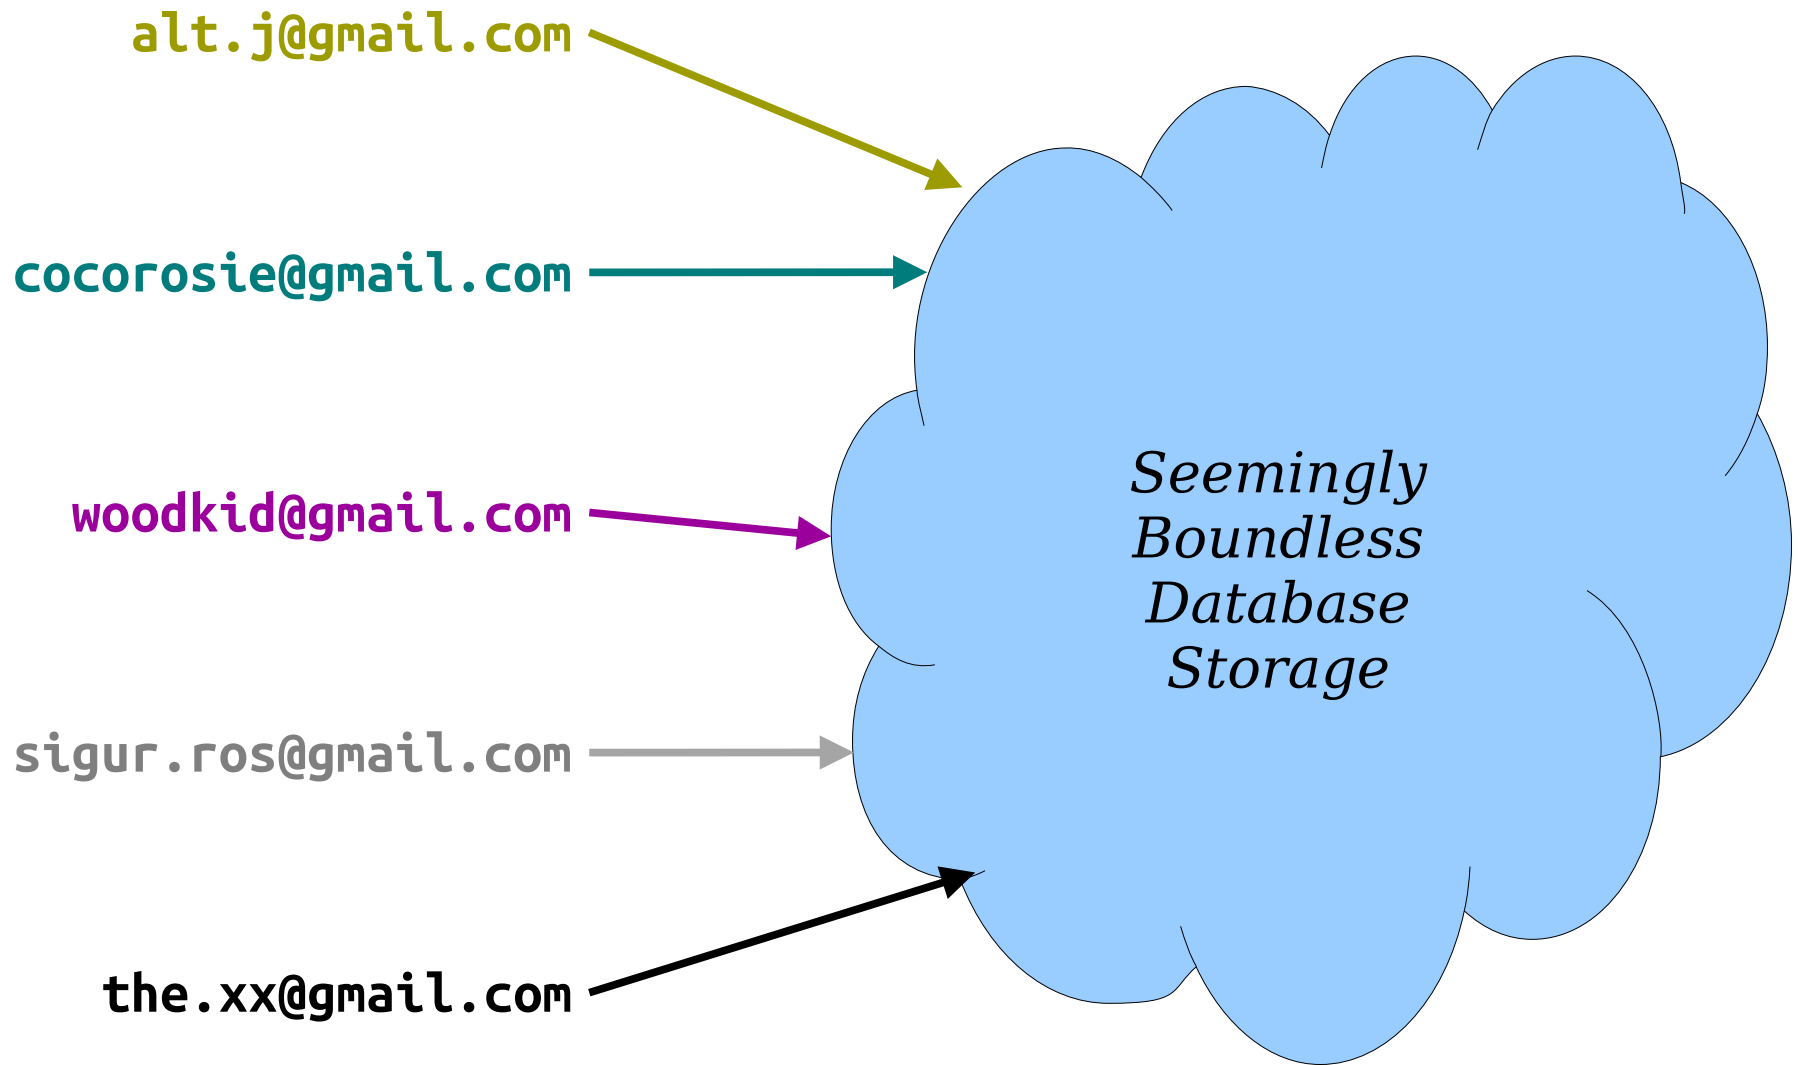 alt.j@gmail.com
cocorosie@gmail.com
woodkid@gmail.com
sigur.ros@gmail.com
the.xx@gmail.com
Seemingly
Boundless
Database
Storage